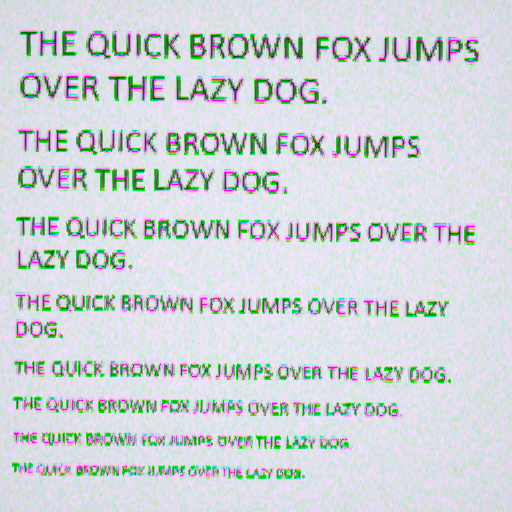 THE QUICK BROWN FOX JUMPS
OVER THE LAZY DOG.
THE QUICK BROWN FOX JUMPS
OVER THE LAZY DOG.
THE QUICK BROWN FOX JUMPS OVER THE
LAZY DOG.
THE QUICK BROWN FOX JUMPS OVER THE LAZY
DOG.
THE QUICK BROWN FOX JUMPS OVER THE LAZY DOG.
THE QUICK BROWN FOX JUMPS OVER THE LAZY DOG.
THE QUICK BROWN FOX JUMPS OVER THE LAZY DOG.
THE QUICK BROWN FOX JUMPS OVER THE LAZY DOG.